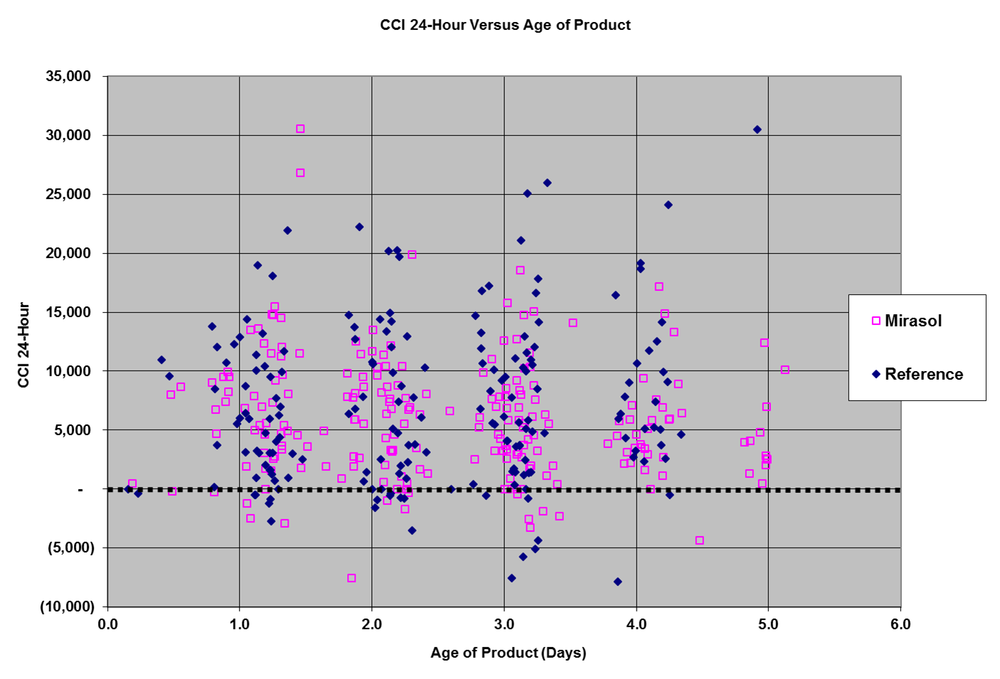 CCI 24-Hour Versus Age of Product
35,000
30,000
25,000
20,000
15,000
10,000
5,000
-
(5,000)
(10,000)
CCI 24-Hour
0.0 1.0 2.0 3.0 4.0 5.0 6.0
Age of Product (Days)
Mirasol
Reference